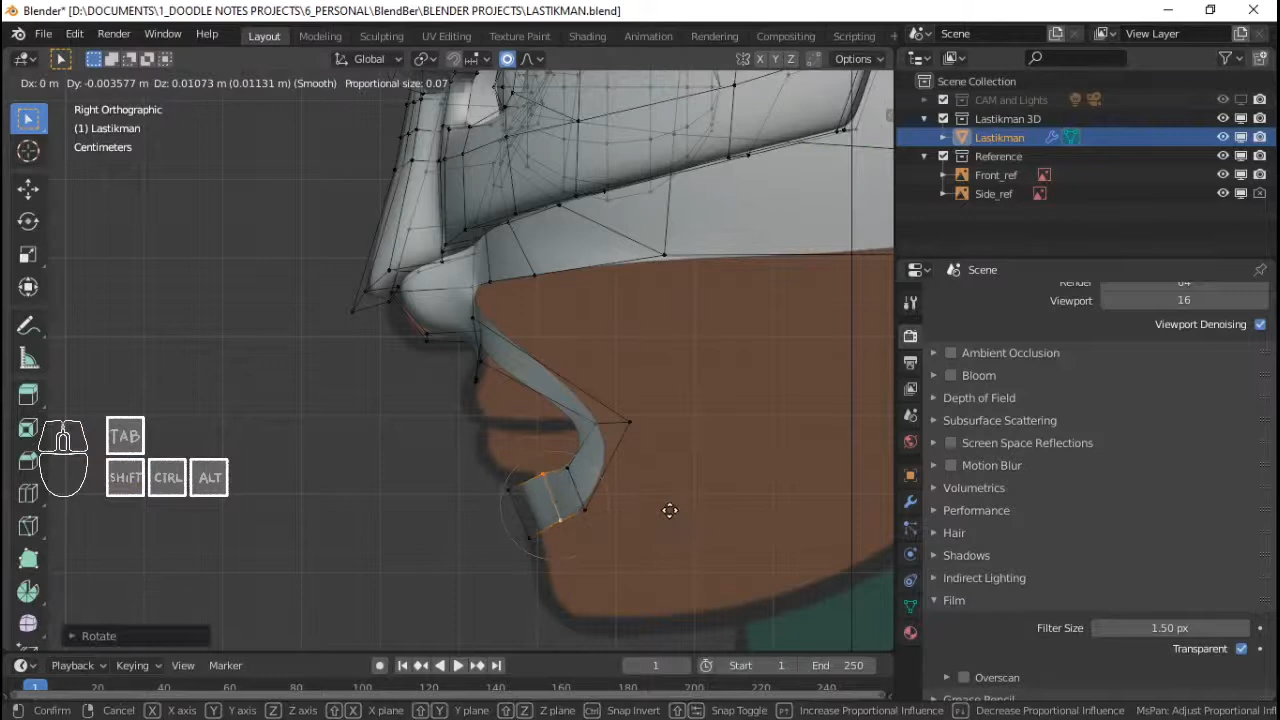 Blender* [D:\DOCUMENTS\1_DOODLE NOTES PROJECTS\6_PERSONAL\BlendBer\BLENDER PROJECTS\LASTIKMAN.blend]
File Edit Render Window Help Layout Modeling Sculpting UV Editing Texture Paint Shading Animation Rendering Compositing Scripting Scene View Layer
Global X Y Z Options
Dx: 0 m Dy: -0.003577 m Dz: 0.01073 m (0.01131 m) (Smooth) Proportional size: 0.07
Right Orthographic
(1) Lastikman
Centimeters
Scene Collection
CAM and Lights
Lastikman 3D
Lastikman
Reference
Front_ref
Side_ref
Scene
Viewport 16
Viewport Denoising
Ambient Occlusion
Bloom
Depth of Field
Subsurface Scattering
Screen Space Reflections
Motion Blur
Volumetrics
Performance
Hair
Shadows
Indirect Lighting
Film
Filter Size 1.50 px
Transparent
Overscan
TAB
SHIFT CTRL ALT
Rotate
Playback Keying View Marker 1 Start 1 End 250
1 20 40 60 80 100 120 140 160 180 200 220 240
Confirm Cancel X X axis Y Y axis Z Z axis X X plane Y Y plane Z Z plane Ctrl Snap Invert Snap Toggle Increase Proportional Influence Decrease Proportional Influence MsPan: Adjust Proportional Inf